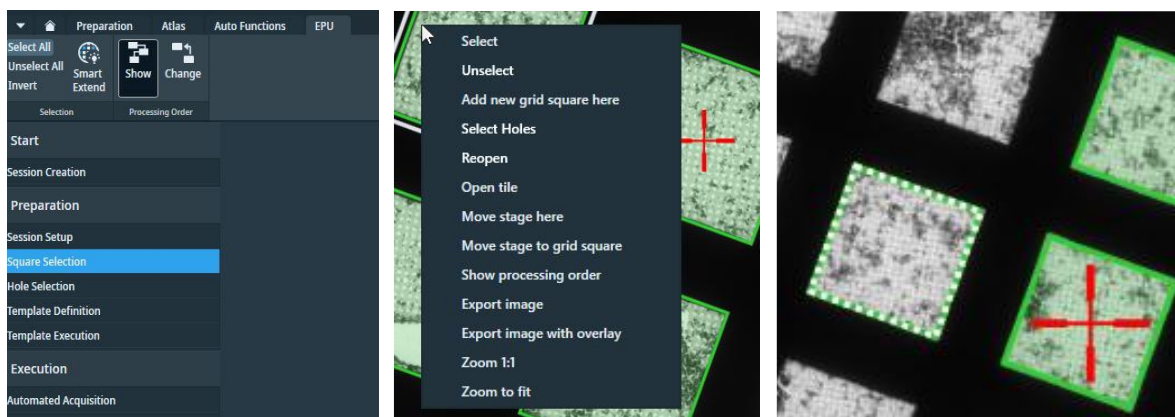 Preparation Atlas Auto Functions EPU
Select All
Unselect All
Invert
Smart Extend
Show
Change
Selection
Processing Order
Start
Session Creation
Preparation
Session Setup
Square Selection
Hole Selection
Template Definition
Template Execution
Execution
Automated Acquisition
Select
Unselect
Add new grid square here
Select Holes
Reopen
Open tile
Move stage here
Move stage to grid square
Show processing order
Export image
Export image with overlay
Zoom 1:1
Zoom to fit